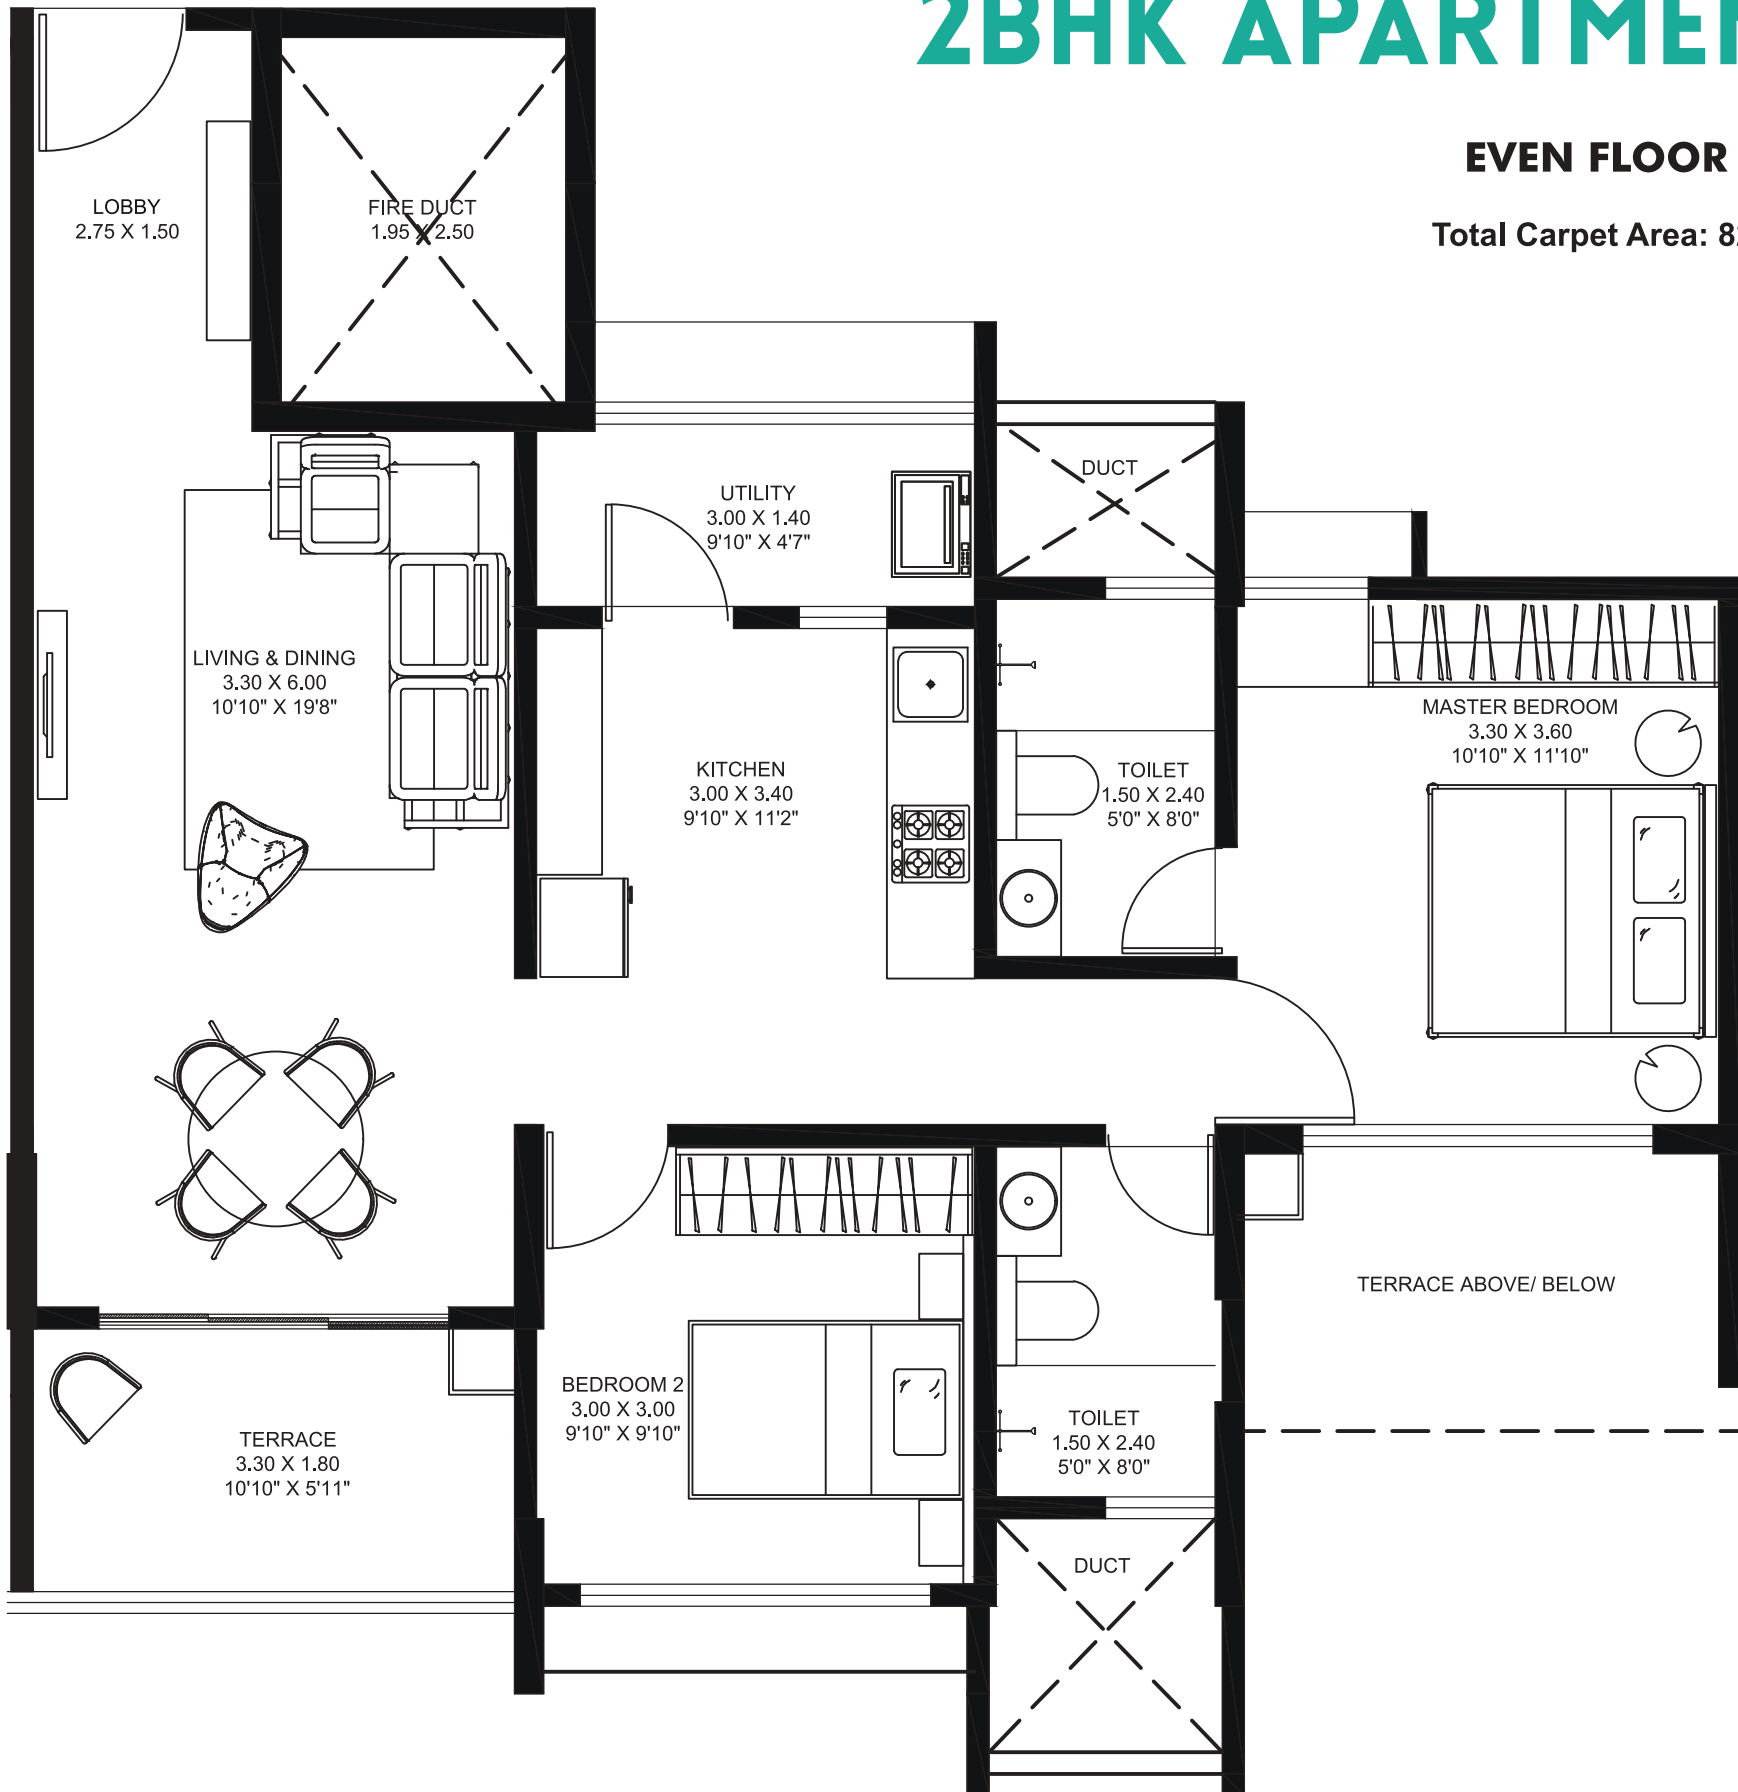 2BHK APARTMEN
EVEN FLOOR
Total Carpet Area: 82
LOBBY
2.75 X 1.50
FIRE DUCT
1.95 X 2.50
DUCT
UTILITY
3.00 X 1.40
9'10" X 4'7"
LIVING & DINING
3.30 X 6.00
10'10" X 19'8"
MASTER BEDROOM
3.30 X 3.60
10'10" X 11'10"
KITCHEN
3.00 X 3.40
9'10" X 11'2"
TOILET
1.50 X 2.40
5'0" X 8'0"
TERRACE ABOVE/ BELOW
BEDROOM 2
3.00 X 3.00
9'10" X 9'10"
TOILET
1.50 X 2.40
5'0" X 8'0"
TERRACE
3.30 X 1.80
10'10" X 5'11"
DUCT